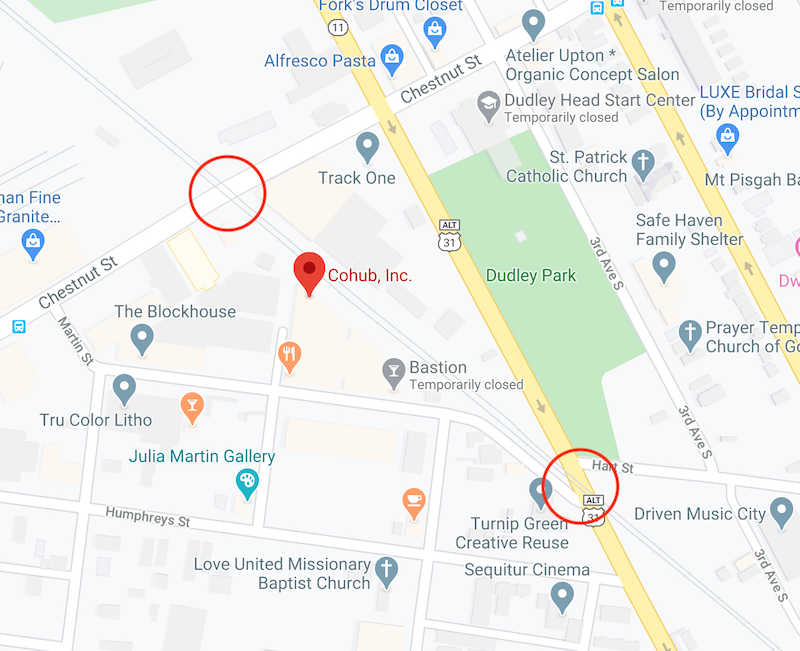 Fork's Drum Closet
Temporarily closed
11
Alfresco Pasta
Chestnut St
Atelier Upton *
Organic Concept Salon
LUXE Bridal S
(By Appointm
Dudley Head Start Center
Temporarily closed
Track One
St. Patrick
Catholic Church
Mt Pisgah Ba
man Fine
Granite...
ALT
31
3rd Ave S
Safe Haven
Family Shelter
Chestnut St
Cohub, Inc.
Dudley Park
Dw
The Blockhouse
Martin St
Prayer Temp
Church of Go
Bastion
Temporarily closed
Tru Color Litho
3rd Ave S
Julia Martin Gallery
Hart St
ALT
31
Humphreys St
Turnip Green
Creative Reuse
Driven Music City
Love United Missionary
Baptist Church
Sequitur Cinema
3rd Ave S